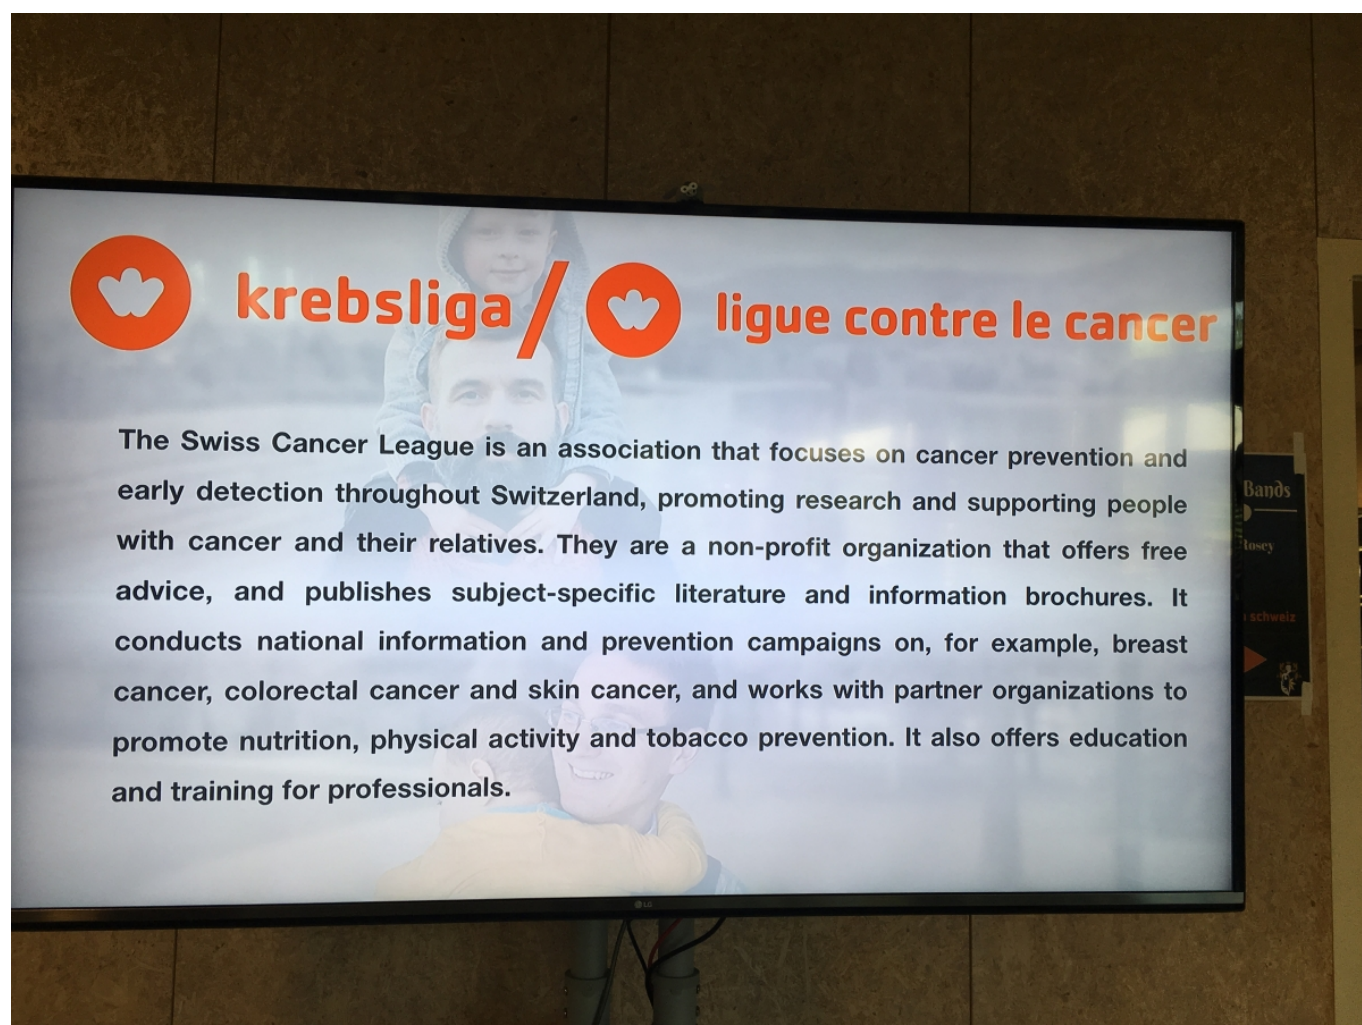 krebsliga / ligue contre le cancer
The Swiss Cancer League is an association that focuses on cancer prevention and
early detection throughout Switzerland, promoting research and supporting people
with cancer and their relatives. They are a non-profit organization that offers free
advice, and publishes subject-specific literature and information brochures. It
conducts national information and prevention campaigns on, for example, breast
cancer, colorectal cancer and skin cancer, and works with partner organizations to
promote nutrition, physical activity and tobacco prevention. It also offers education
and training for professionals.
LG
Bands
Rosey
schweiz